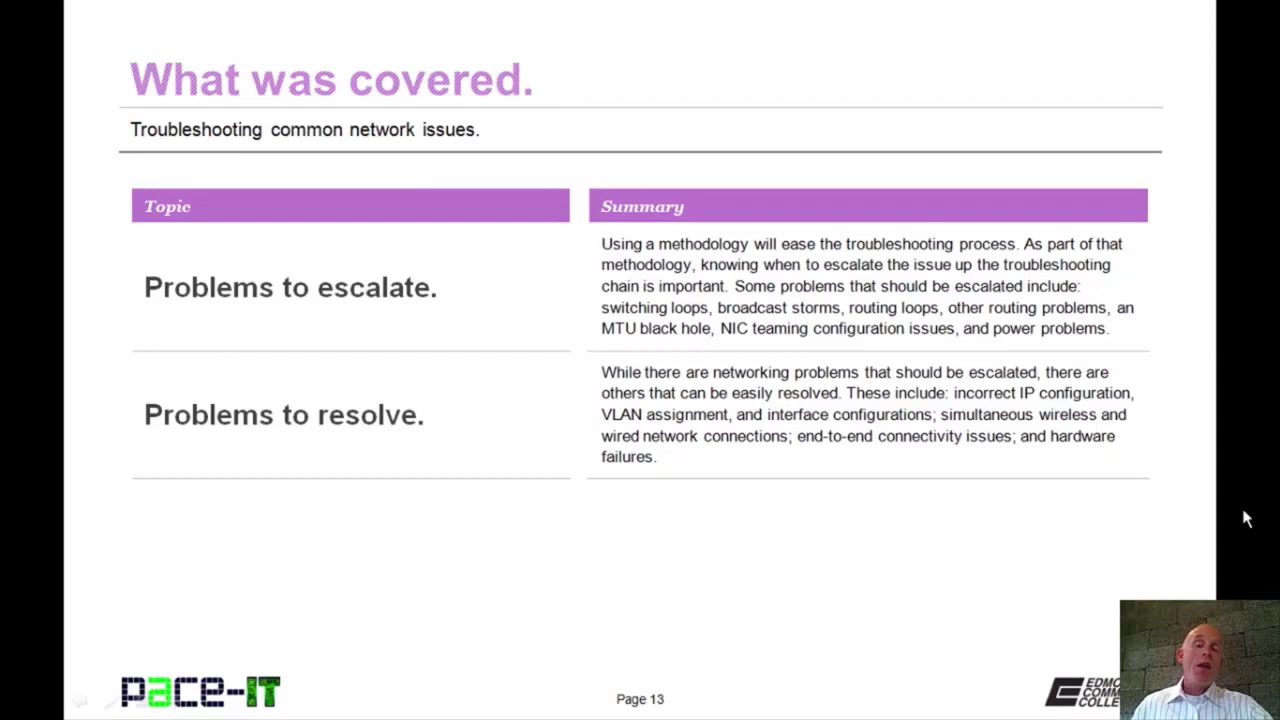 What was covered.
Troubleshooting common network issues.
Topic
Summary
Problems to escalate.
Using a methodology will ease the troubleshooting process. As part of that
methodology, knowing when to escalate the issue up the troubleshooting
chain is important. Some problems that should be escalated include:
switching loops, broadcast storms, routing loops, other routing problems, an
MTU black hole, NIC teaming configuration issues, and power problems.
Problems to resolve.
While there are networking problems that should be escalated, there are
others that can be easily resolved. These include: incorrect IP configuration,
VLAN assignment, and interface configurations; simultaneous wireless and
wired network connections; end-to-end connectivity issues; and hardware
failures.
PACE-IT
Page 13
EDMO
COMM
COLLE